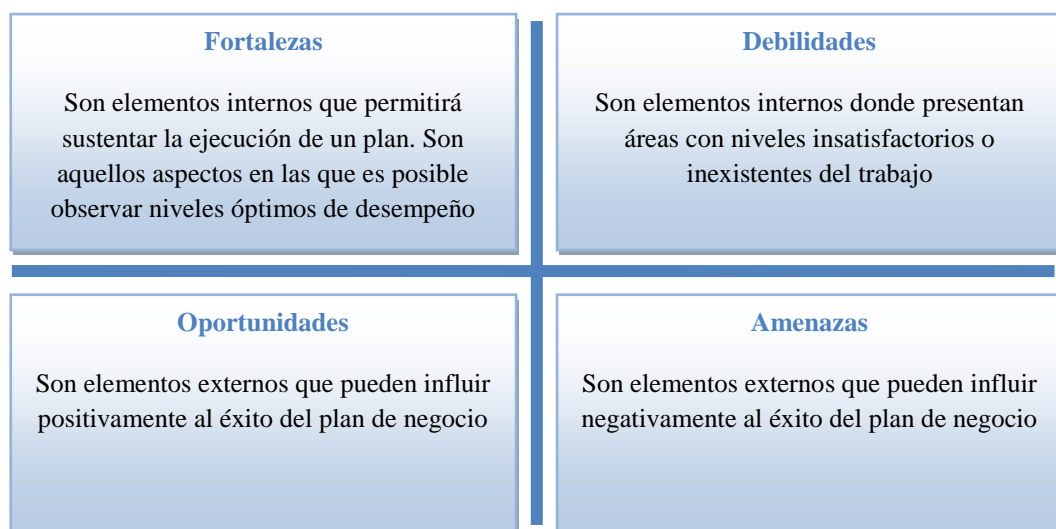 Fortalezas
Son elementos internos que permitirá
sustentar la ejecución de un plan. Son
aquellos aspectos en las que es posible
observar niveles óptimos de desempeño
Debilidades
Son elementos internos donde presentan
áreas con niveles insatisfactorios o
inexistentes del trabajo
Oportunidades
Son elementos externos que pueden influir
positivamente al éxito del plan de negocio
Amenazas
Son elementos externos que pueden influir
negativamente al éxito del plan de negocio